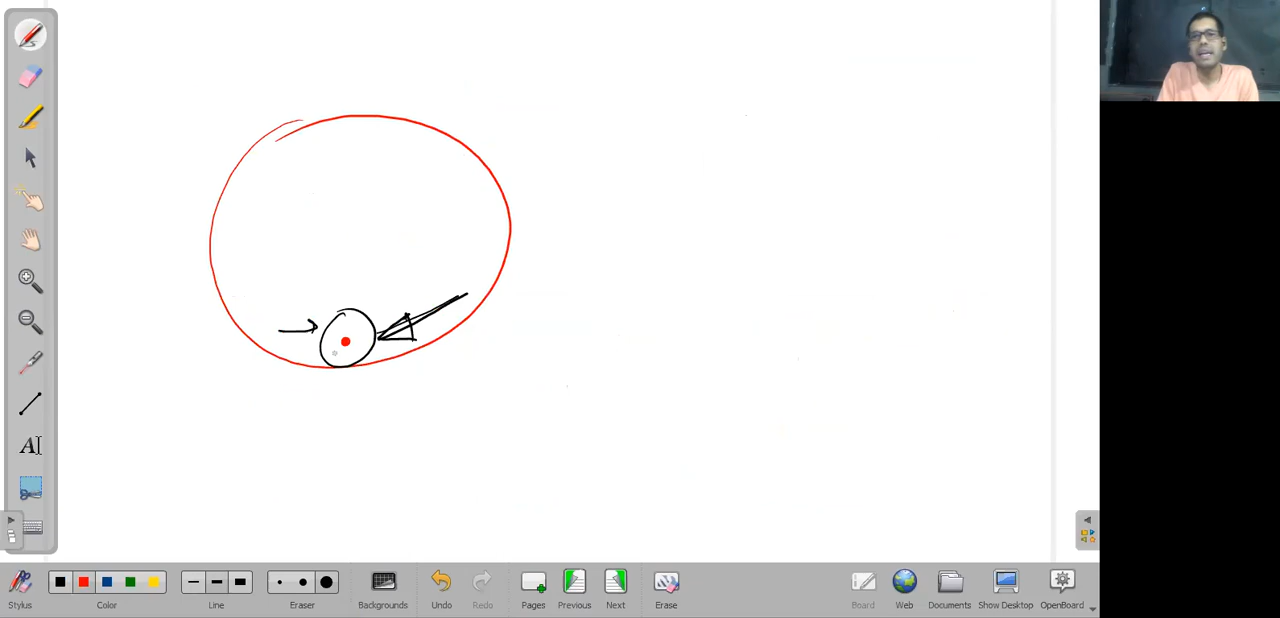 A
Stylus
Color
Line
Eraser
Backgrounds
Undo
Redo
Pages
Previous
Next
Erase
Board
Web
Documents
Show Desktop
OpenBoard